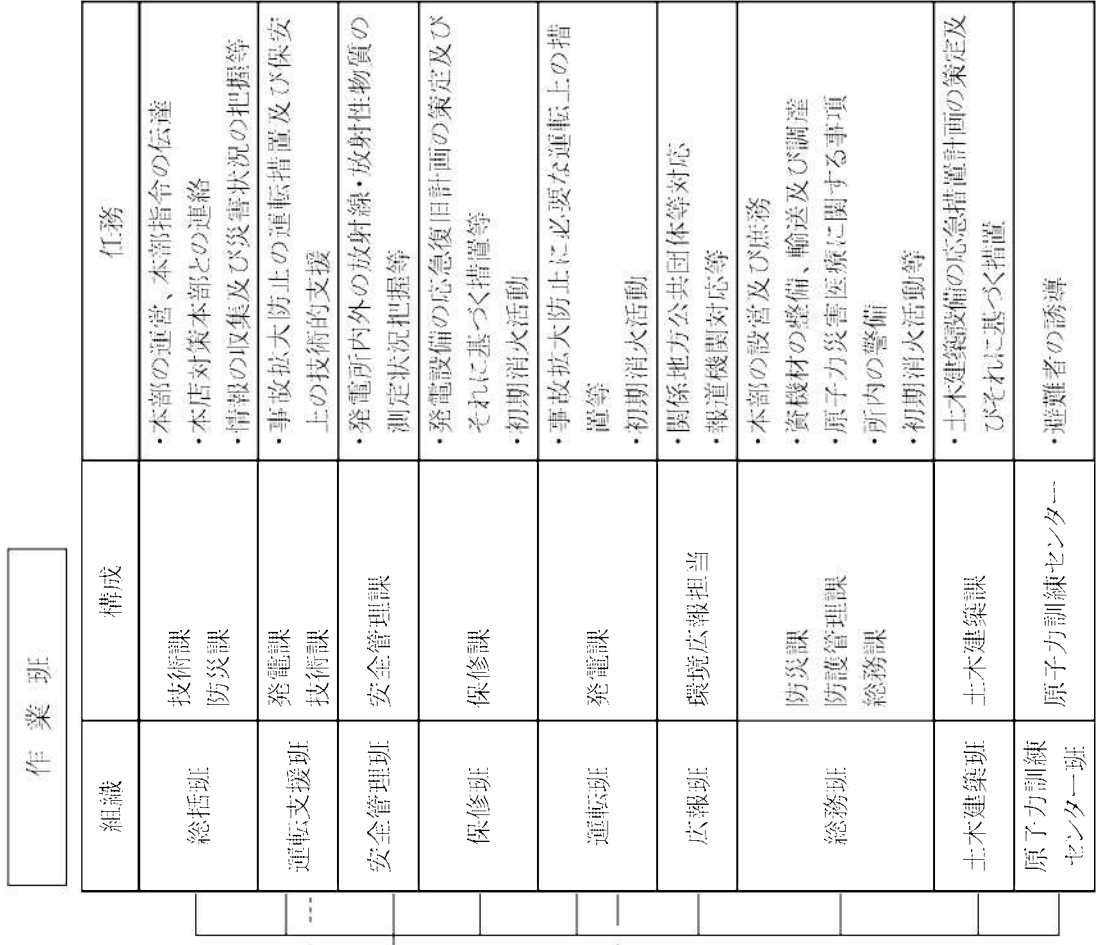 作業班
組織 構成 任務
総括班
技術課
防災課
・本部の運営、本部指令の伝達
・本店対策本部との連絡
・情報の収集及び災害状況の把握等
運転支援班
発電課
技術課
・事故拡大防止の運転措置及び保安
上の技術的支援
安全管理班
安全管理課
・発電所内外の放射線・放射性物質の
測定状況把握等
保修班
保修課
・発電設備の応急復旧計画の策定及び
それに基づく措置等
・初期消火活動
運転班
発電課
・事故拡大防止に必要な運転上の措
置等
・初期消火活動
広報班
環境広報担当
・関係地方公共団体等対応
・報道機関対応等
総務班
防災課
防護管理課
総務課
・本部の設営及び庶務
・資機材の整備、輸送及び調達
・原子力災害医療に関する事項
・所内の警備
・初期消火活動等
土木建築班
土木建築課
・土木建築設備の応急措置計画の策定及
びそれに基づく措置
原子力訓練
センター班
原子力訓練センター
・避難者の誘導